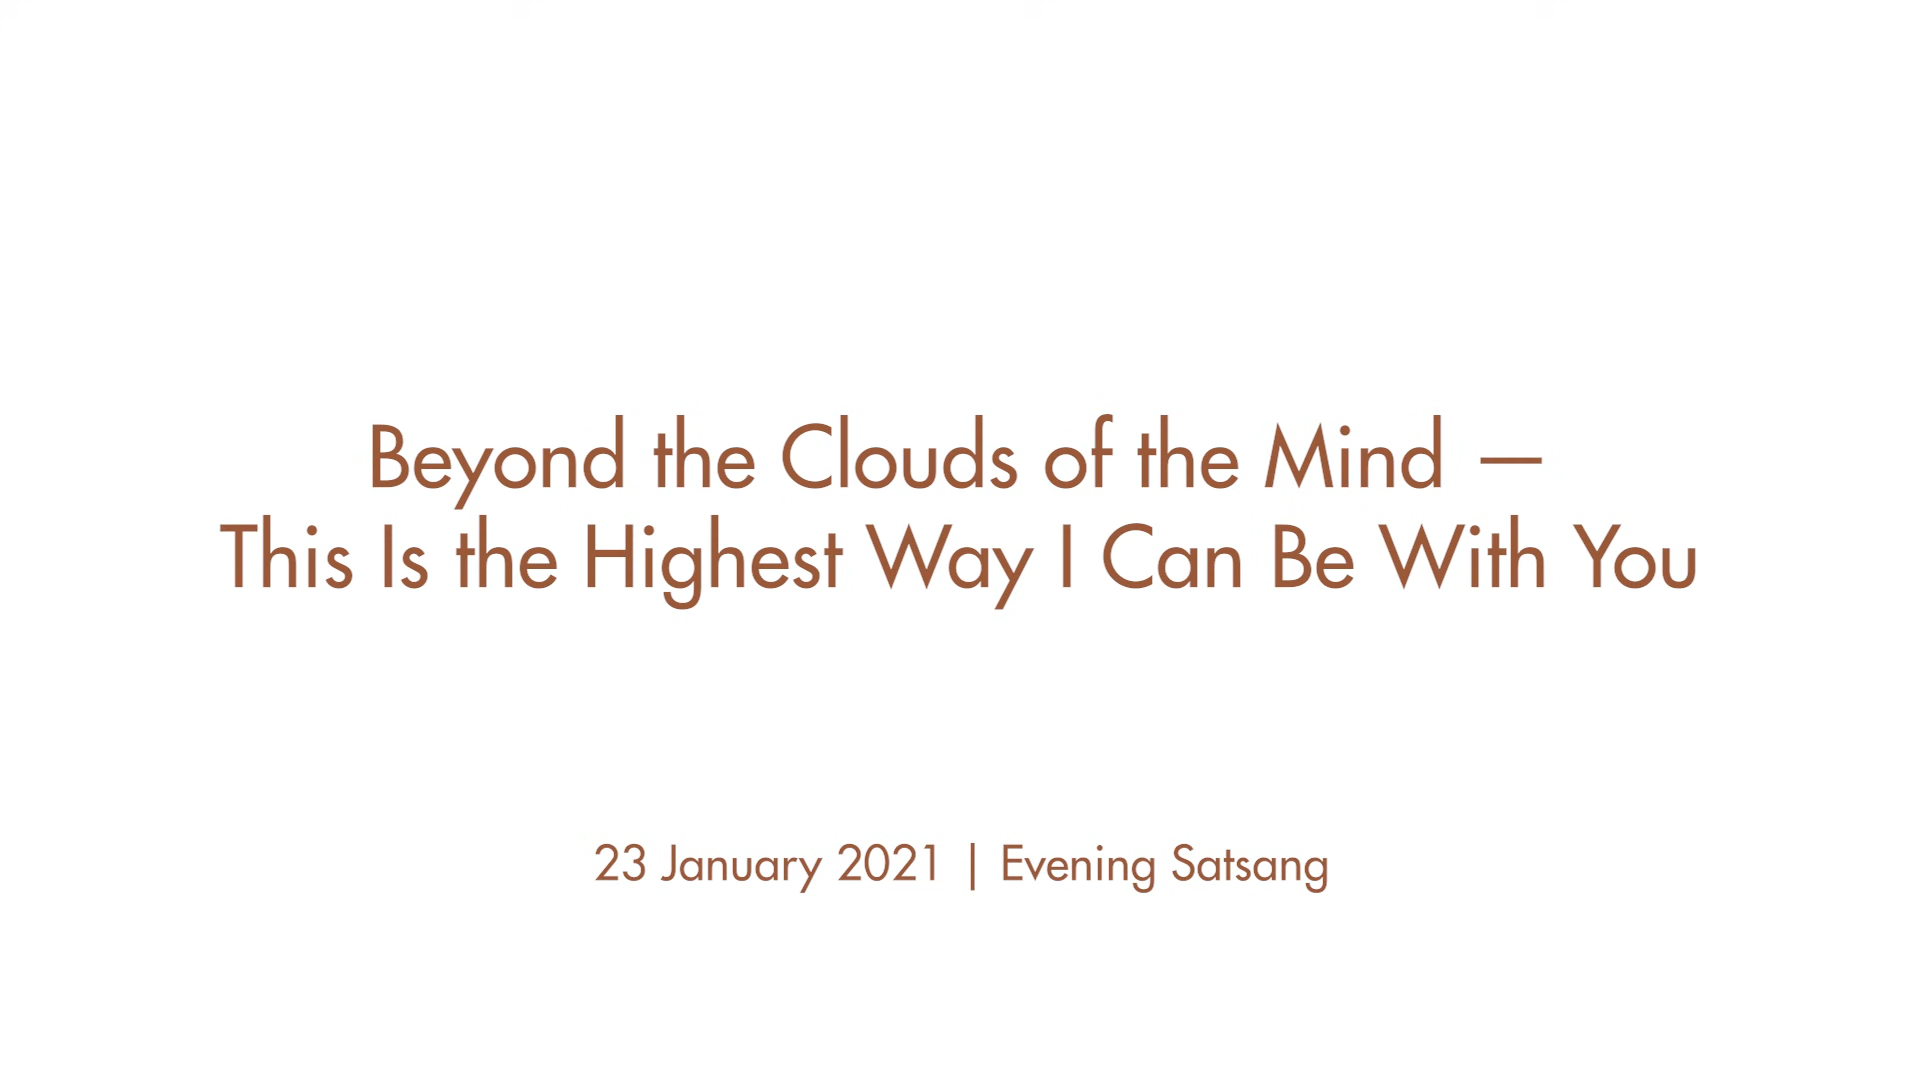 Beyond the Clouds of the Mind —
This Is the Highest Way I Can Be With You
23 January 2021 | Evening Satsang